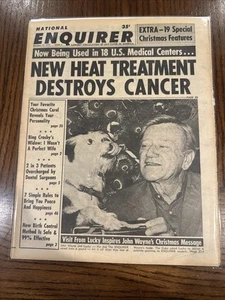 NATIONAL
ENQUIRER
35¢
EXTRA–19 Special
Christmas Features
Now Being Used in 18 U.S. Medical Centers...
NEW HEAT TREATMENT
DESTROYS CANCER
Your Favorite
Christmas Carol
Reveals Your
Personality
Bing Crosby's
Widow: I Wasn't
A Perfect Wife
2 in 3 Patients
Overcharged by
Dental Surgeons
7 Simple Rules to
Bring You Peace
And Happiness
New Birth Control
Method Is Safe &
99% Effective
Visit From Lucky Inspires John Wayne's Christmas Message